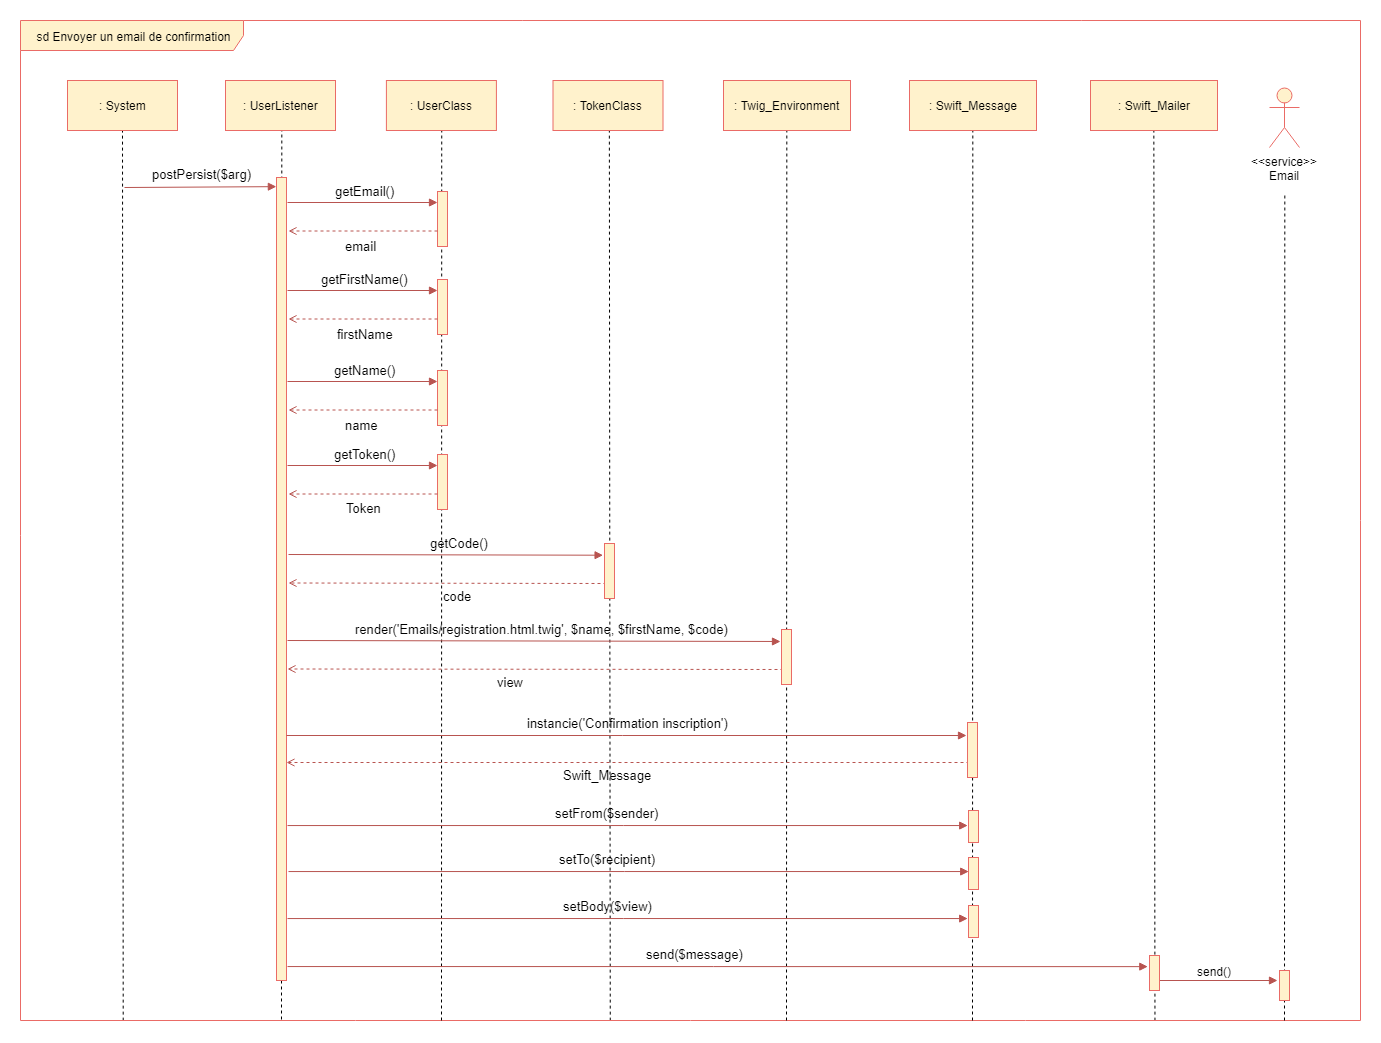 sd Envoyer un email de confirmation
: System
: UserListener
: UserClass
: TokenClass
: Twig_Environment
: Swift_Message
: Swift_Mailer
<<service>>
Email
postPersist($arg)
getEmail()
email
getFirstName()
firstName
getName()
name
getToken()
Token
getCode()
code
render('Emails/registration.html.twig', $name, $firstName, $code)
view
instancie('Confirmation inscription')
Swift_Message
setFrom($sender)
setTo($recipient)
setBody($view)
send($message)
send()